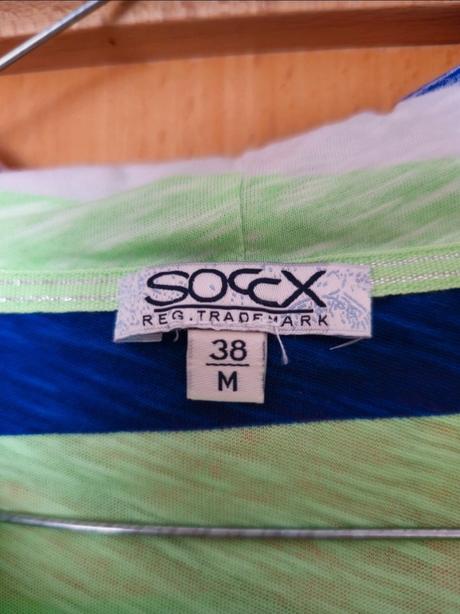 SOCCX
REG.TRADEMARK
38
M